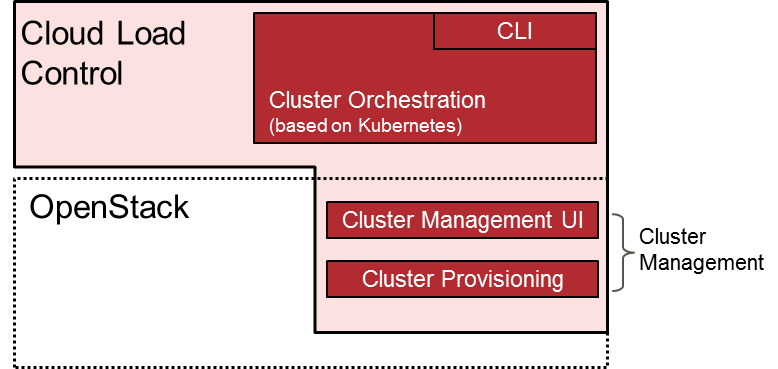 Cloud Load
Control
CLI
Cluster Orchestration
(based on Kubernetes)
OpenStack
Cluster Management UI
Cluster Provisioning
Cluster
Management